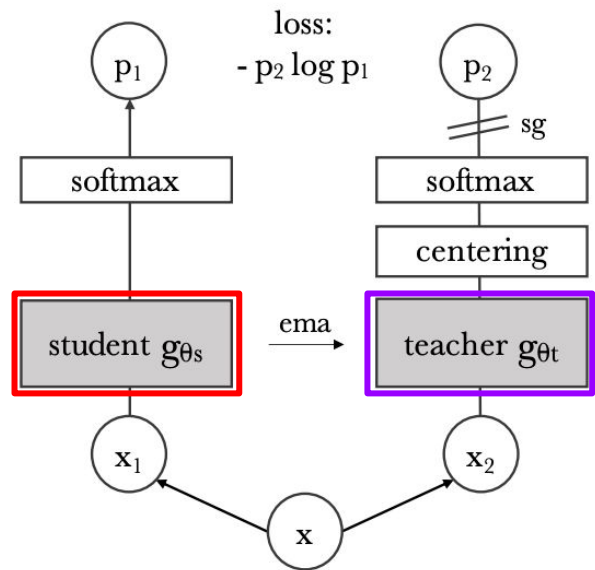 loss:
p₁
- p₂ log p₁
p₂
sg
softmax
softmax
centering
student gθs
ema
teacher gθt
x₁
x₂
x